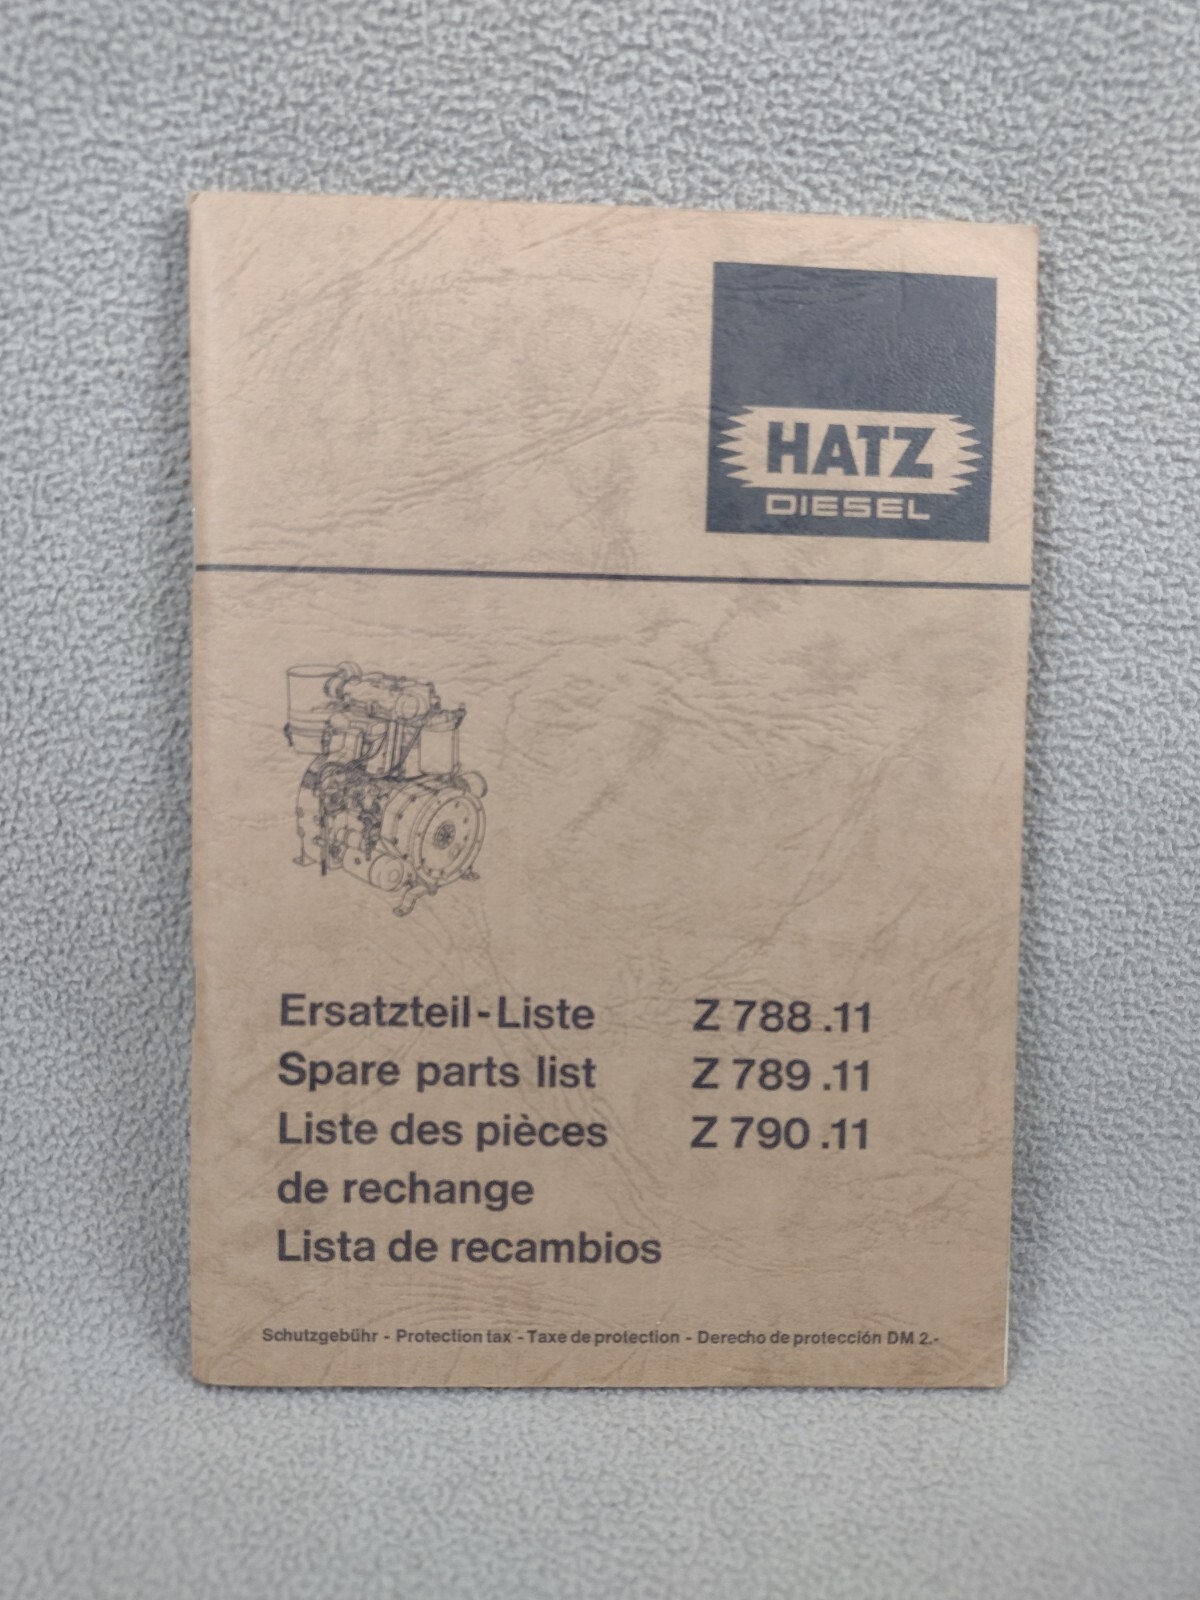 HATZ
DIESEL
Ersatzteil-Liste Z 788.11
Spare parts list Z 789.11
Liste des pièces Z 790.11
de rechange
Lista de recambios
Schutzgebühr - Protection tax - Taxe de protection - Derecho de protección DM 2.-